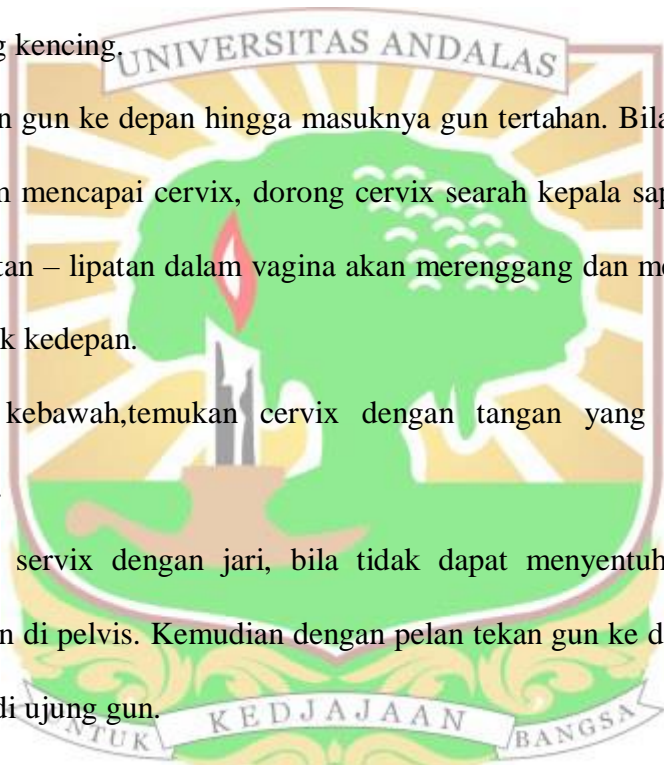 g kencing.
UNIVERSITAS ANDALAS
n gun ke depan hingga masuknya gun tertahan. Bila
n mencapai cervix, dorong cervix searah kepala sap
tan – lipatan dalam vagina akan merenggang dan me
k kedepan.
kebawah,temukan cervix dengan tangan yang
servix dengan jari, bila tidak dapat menyentuh
n di pelvis. Kemudian dengan pelan tekan gun ke d
di ujung gun.
NTUK KEDJAJAAN BANGSA